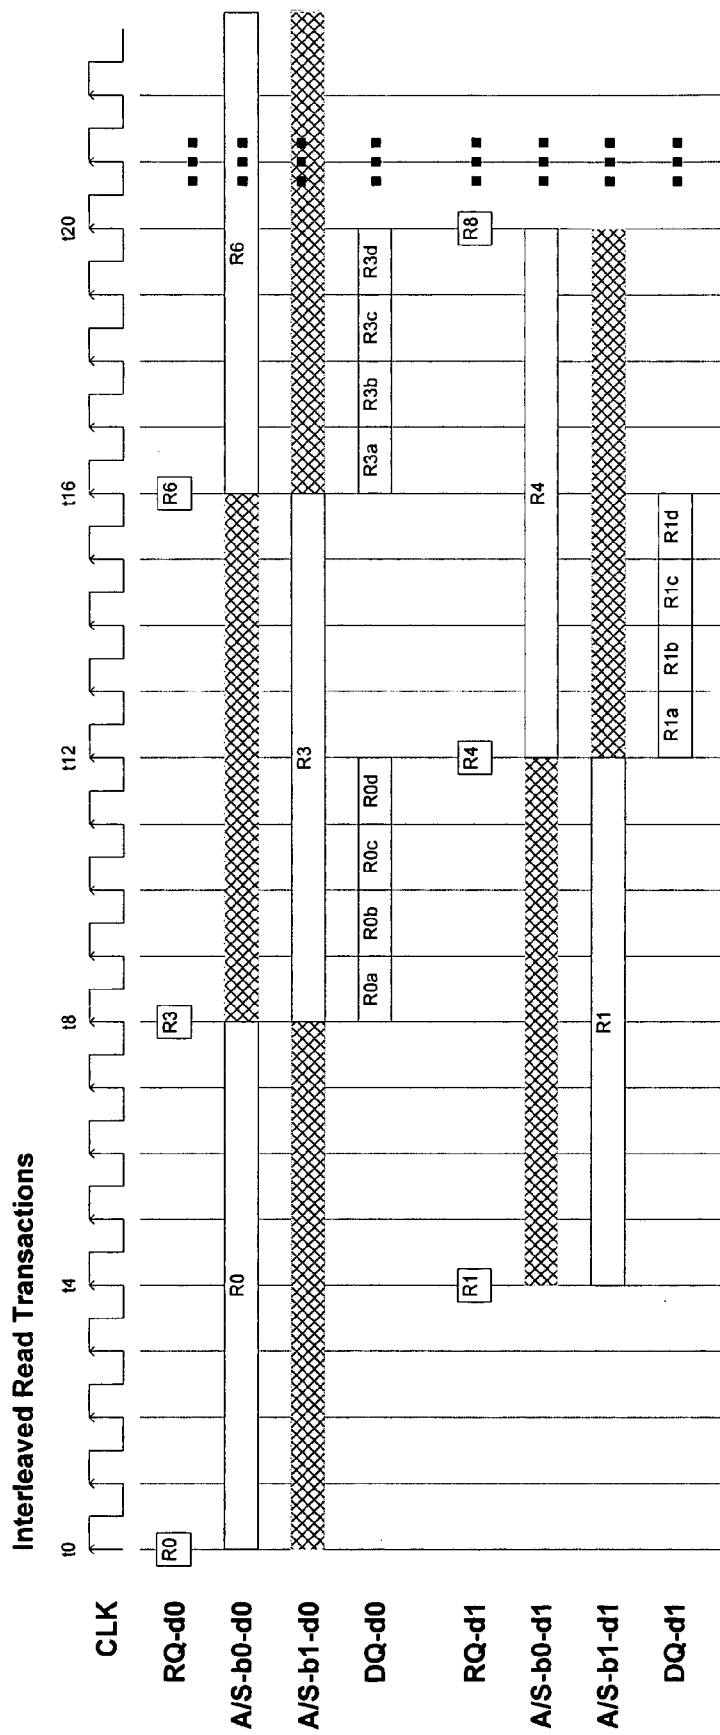 Interleaved Read Transactions
t0 t4 t8 t12 t16 t20
CLK
RQ-d0 R0 R3 R6
A/S-b0-d0 R0 R6
A/S-b1-d0 R3
DQ-d0 R0a R0b R0c R0d R3a R3b R3c R3d
RQ-d1 R1 R4 R8
A/S-b0-d1 R4
A/S-b1-d1 R1
DQ-d1 R1a R1b R1c R1d